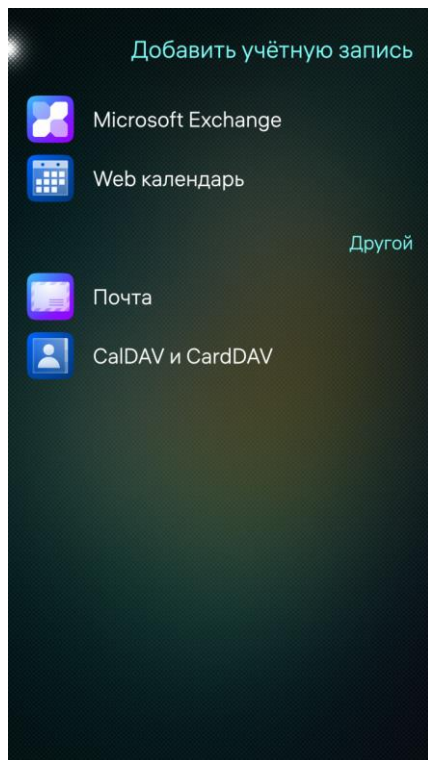 Добавить учётную запись
Microsoft Exchange
Web календарь
Другой
Почта
CalDAV и CardDAV